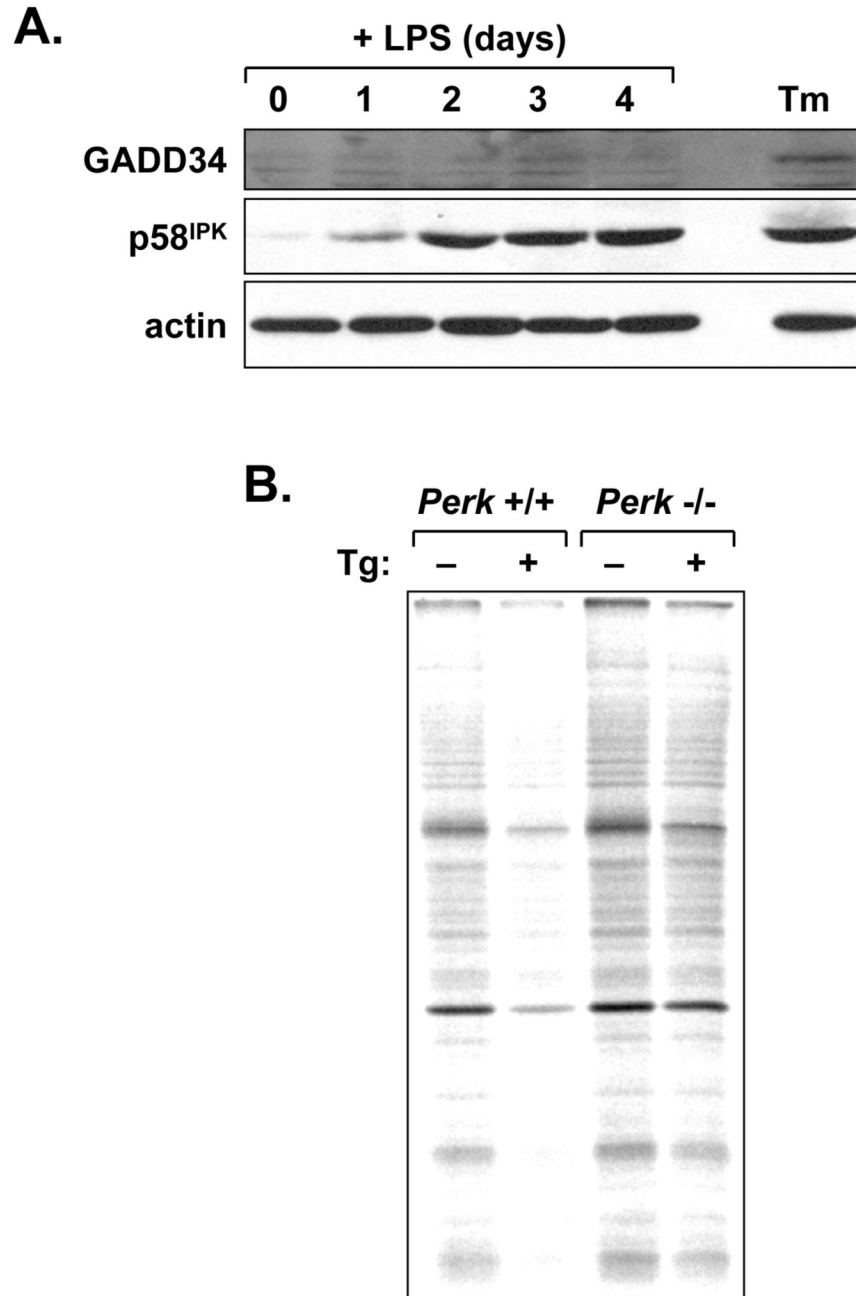 A.
+ LPS (days)
0 1 2 3 4 Tm
GADD34
p58IPK
actin
B.
Perk +/+ Perk -/-
Tg: – + – +